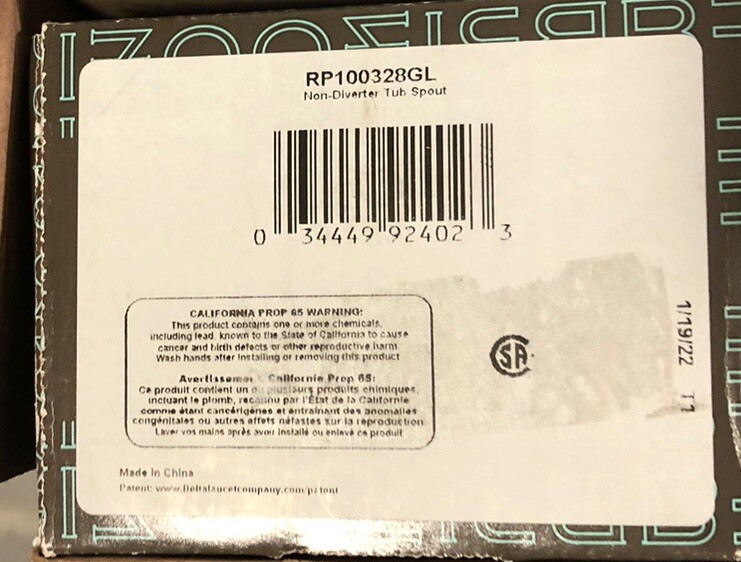 RP100328GL
Non-Diverter Tub Spout
0 34449 92402 3
CALIFORNIA PROP 65 WARNING:
This product contains one or more chemicals,
including lead, known to the State of California to cause
cancer and birth defects or other reproductive harm.
Wash hands after installing or removing this product
Avertissement California Prop 65:
Ce produit contient un ou plusieurs produits chimiques,
incluant le plomb, reconnu par l'État de la Californie
comme étant cancérigènes et entraînant des anomalies
congénitales ou autres effets néfastes sur la reproduction
Laver vos mains après avoir installé ou enlevé ce produit
SA
1/19/22 T1
Made in China
Patent: www.Deltafaucetcompany.com/patent